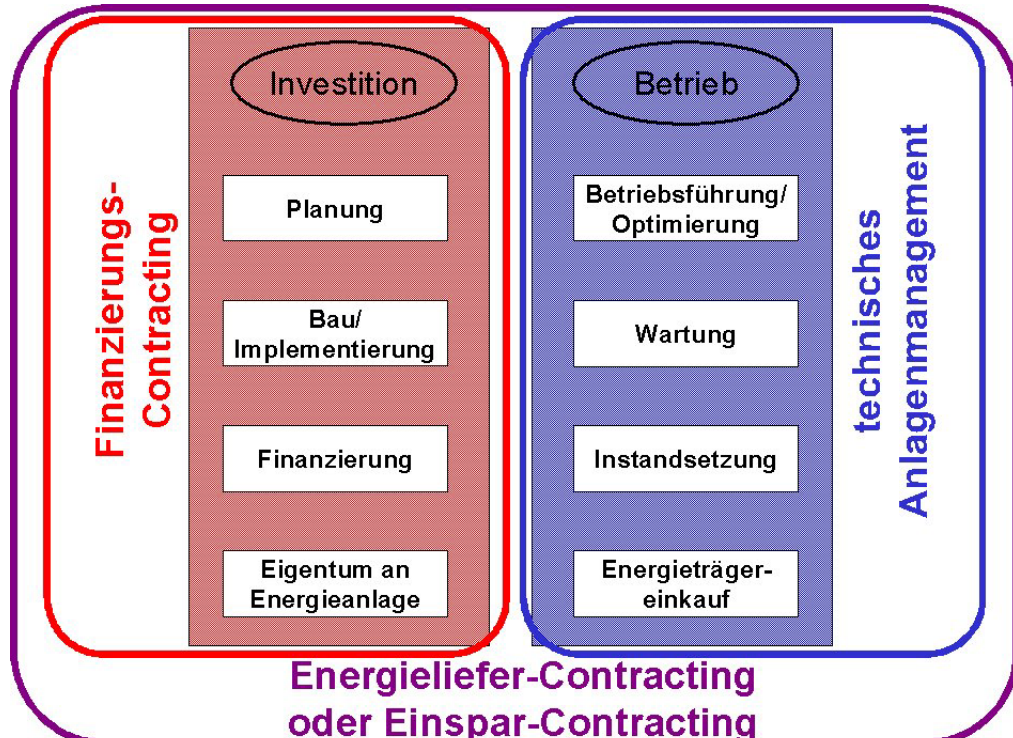 Finanzierungs-
Contracting
Investition
Planung
Bau/
Implementierung
Finanzierung
Eigentum an
Energieanlage
Betrieb
Betriebsführung/
Optimierung
Wartung
Instandsetzung
Energieträger-
einkauf
technisches
Anlagenmanagement
Energieliefer-Contracting
oder Einspar-Contracting